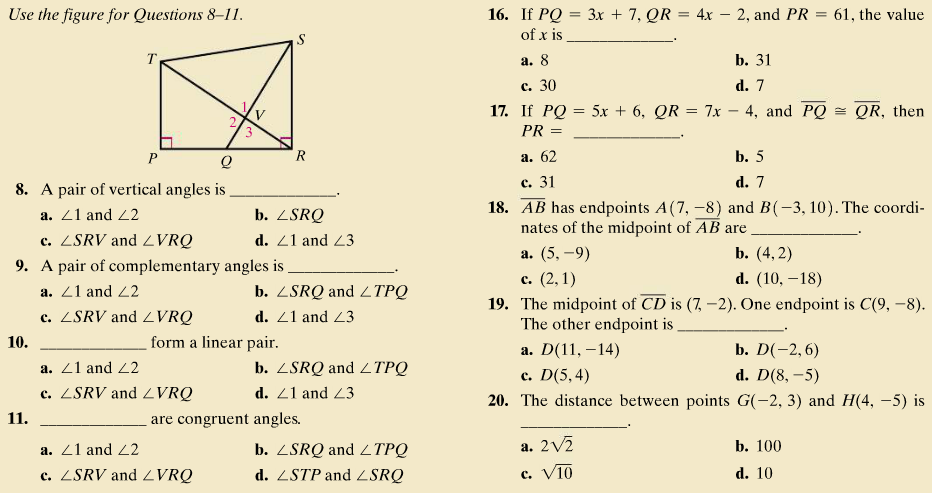 Use the figure for Questions 8–11.
S
T
1
V
2
3
P
Q
R
8. A pair of vertical angles is ____________.
a. ∠1 and ∠2 b. ∠SRQ
c. ∠SRV and ∠VRQ d. ∠1 and ∠3
9. A pair of complementary angles is ____________.
a. ∠1 and ∠2 b. ∠SRQ and ∠TPQ
c. ∠SRV and ∠VRQ d. ∠1 and ∠3
10. ____________ form a linear pair.
a. ∠1 and ∠2 b. ∠SRQ and ∠TPQ
c. ∠SRV and ∠VRQ d. ∠1 and ∠3
11. ____________ are congruent angles.
a. ∠1 and ∠2 b. ∠SRQ and ∠TPQ
c. ∠SRV and ∠VRQ d. ∠STP and ∠SRQ
16. If PQ = 3x + 7, QR = 4x − 2, and PR = 61, the value
of x is ____________.
a. 8 b. 31
c. 30 d. 7
17. If PQ = 5x + 6, QR = 7x − 4, and P̅Q̅ ≅ Q̅R̅, then
PR = ____________.
a. 62 b. 5
c. 31 d. 7
18. A̅B̅ has endpoints A(7, −8) and B(−3, 10). The coordi-
nates of the midpoint of A̅B̅ are ____________.
a. (5, −9) b. (4, 2)
c. (2, 1) d. (10, −18)
19. The midpoint of C̅D̅ is (7, −2). One endpoint is C(9, −8).
The other endpoint is ____________.
a. D(11, −14) b. D(−2, 6)
c. D(5, 4) d. D(8, −5)
20. The distance between points G(−2, 3) and H(4, −5) is
____________.
a. 2√2 b. 100
c. √10 d. 10